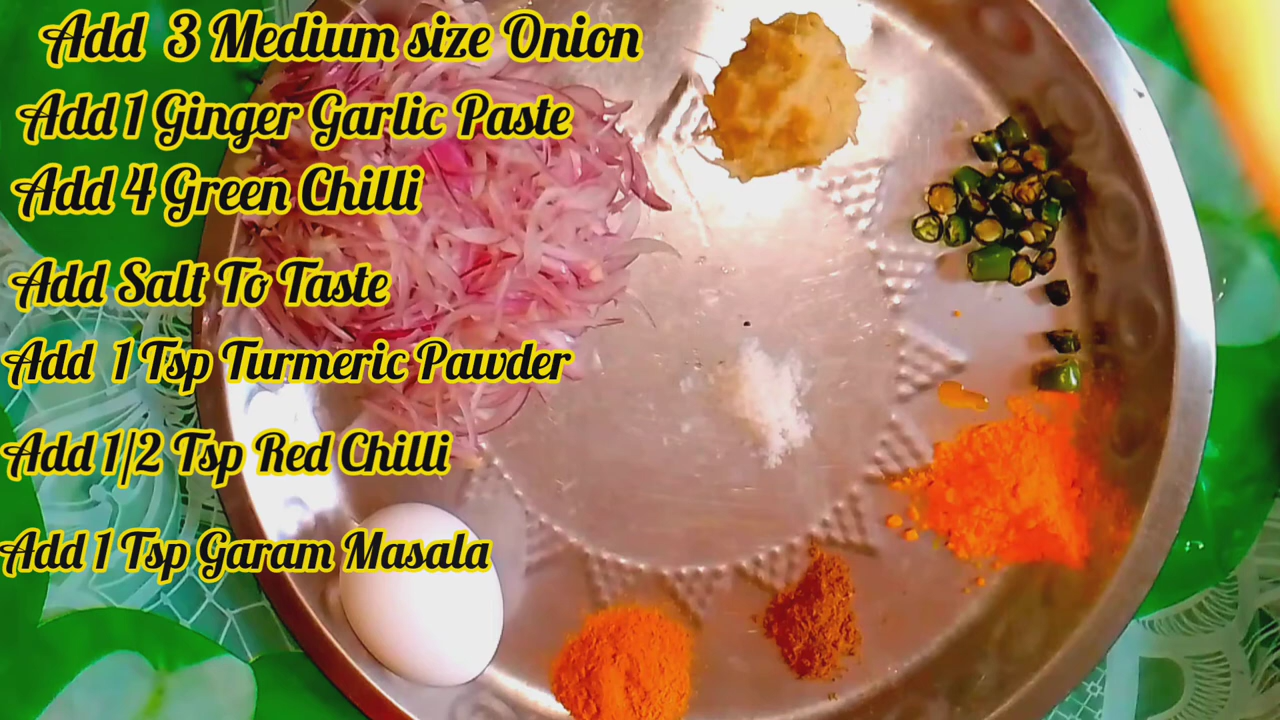 Add 3 Medium size Onion
Add 1 Ginger Garlic Paste
Add 4 Green Chilli
Add Salt To Taste
Add 1 Tsp Turmeric Pawder
Add 1/2 Tsp Red Chilli
Add 1 Tsp Garam Masala